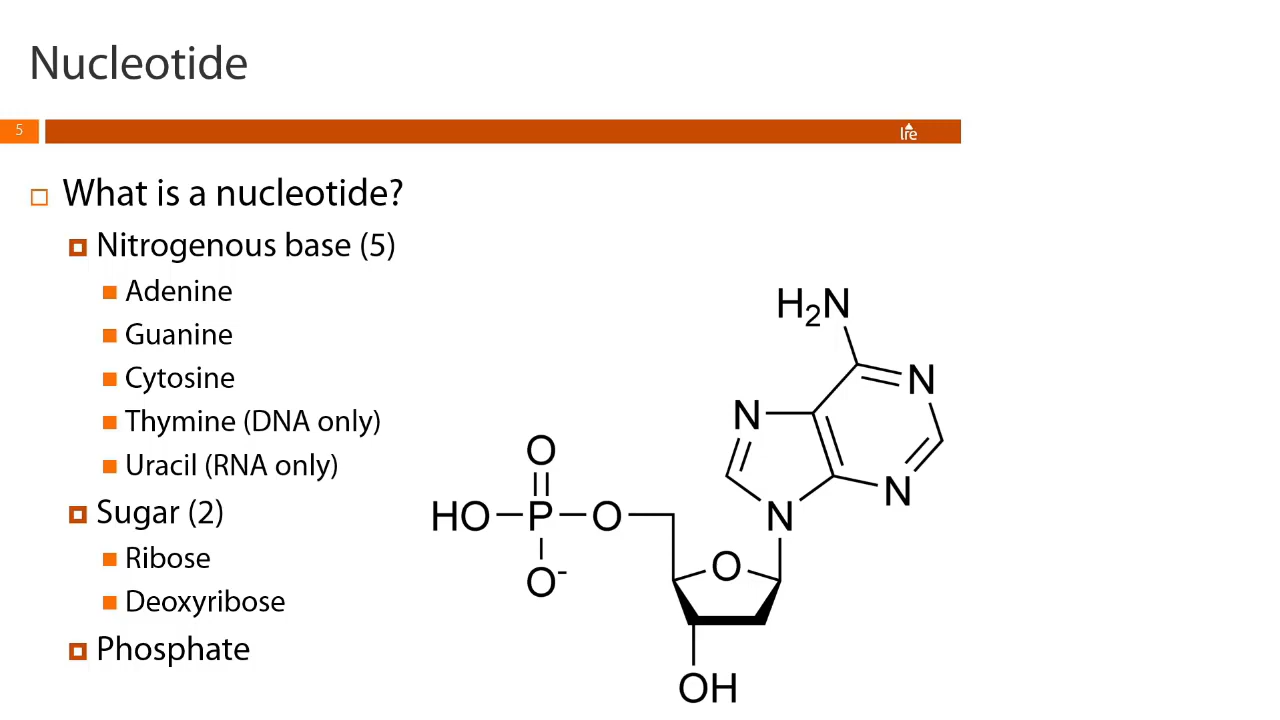 Nucleotide
5
lre
What is a nucleotide?
Nitrogenous base (5)
Adenine
Guanine
Cytosine
Thymine (DNA only)
Uracil (RNA only)
Sugar (2)
Ribose
Deoxyribose
Phosphate
H₂N
N
N
N
N
O
HO
P
O
O
O⁻
OH